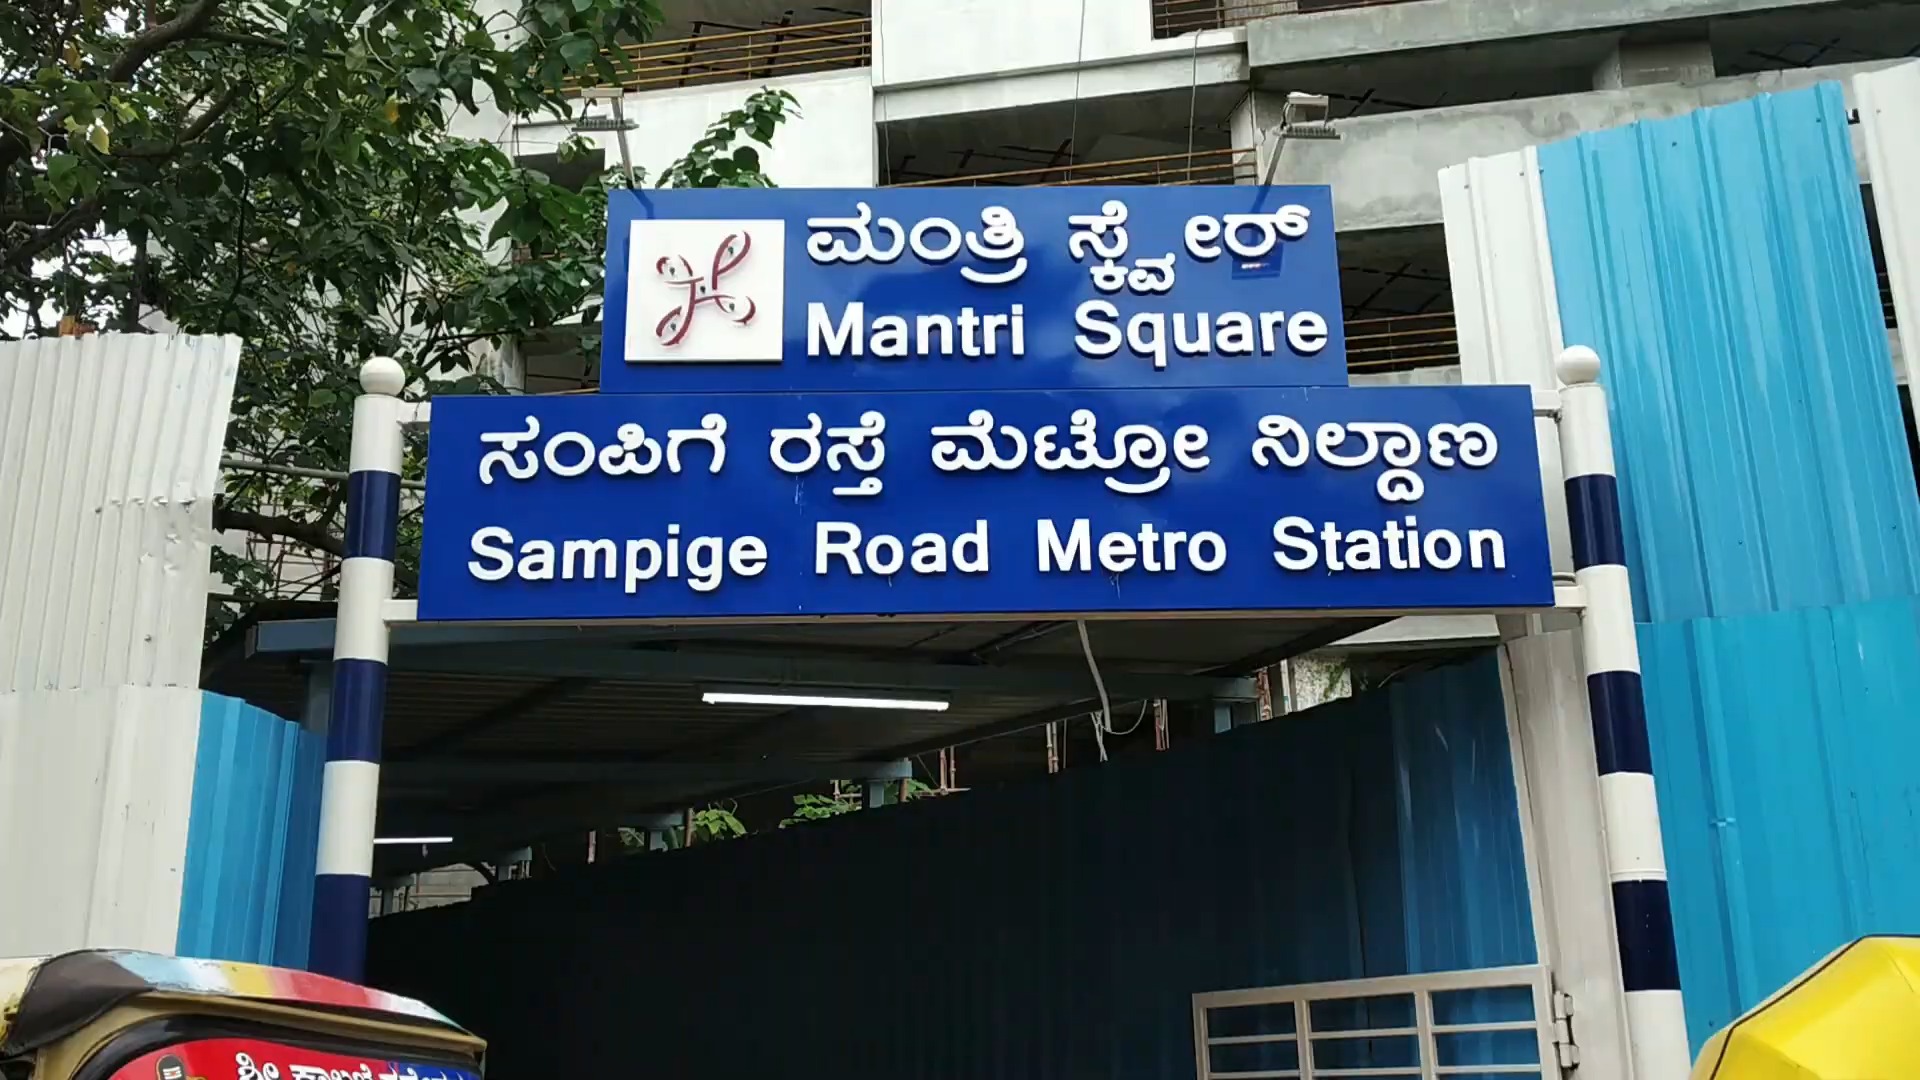 ಮಂತ್ರಿ ಸ್ಕ್ವೇರ್
Mantri Square
ಸಂಪಿಗೆ ರಸ್ತೆ ಮೆಟ್ರೋ ನಿಲ್ದಾಣ
Sampige Road Metro Station
ಶ್ರೀ